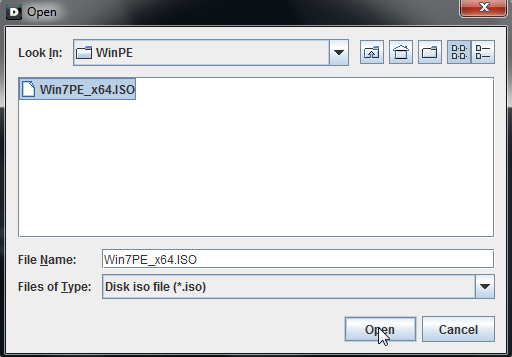 Open
Look In: WinPE
Win7PE_x64.ISO
File Name: Win7PE_x64.ISO
Files of Type: Disk iso file (*.iso)
Open Cancel